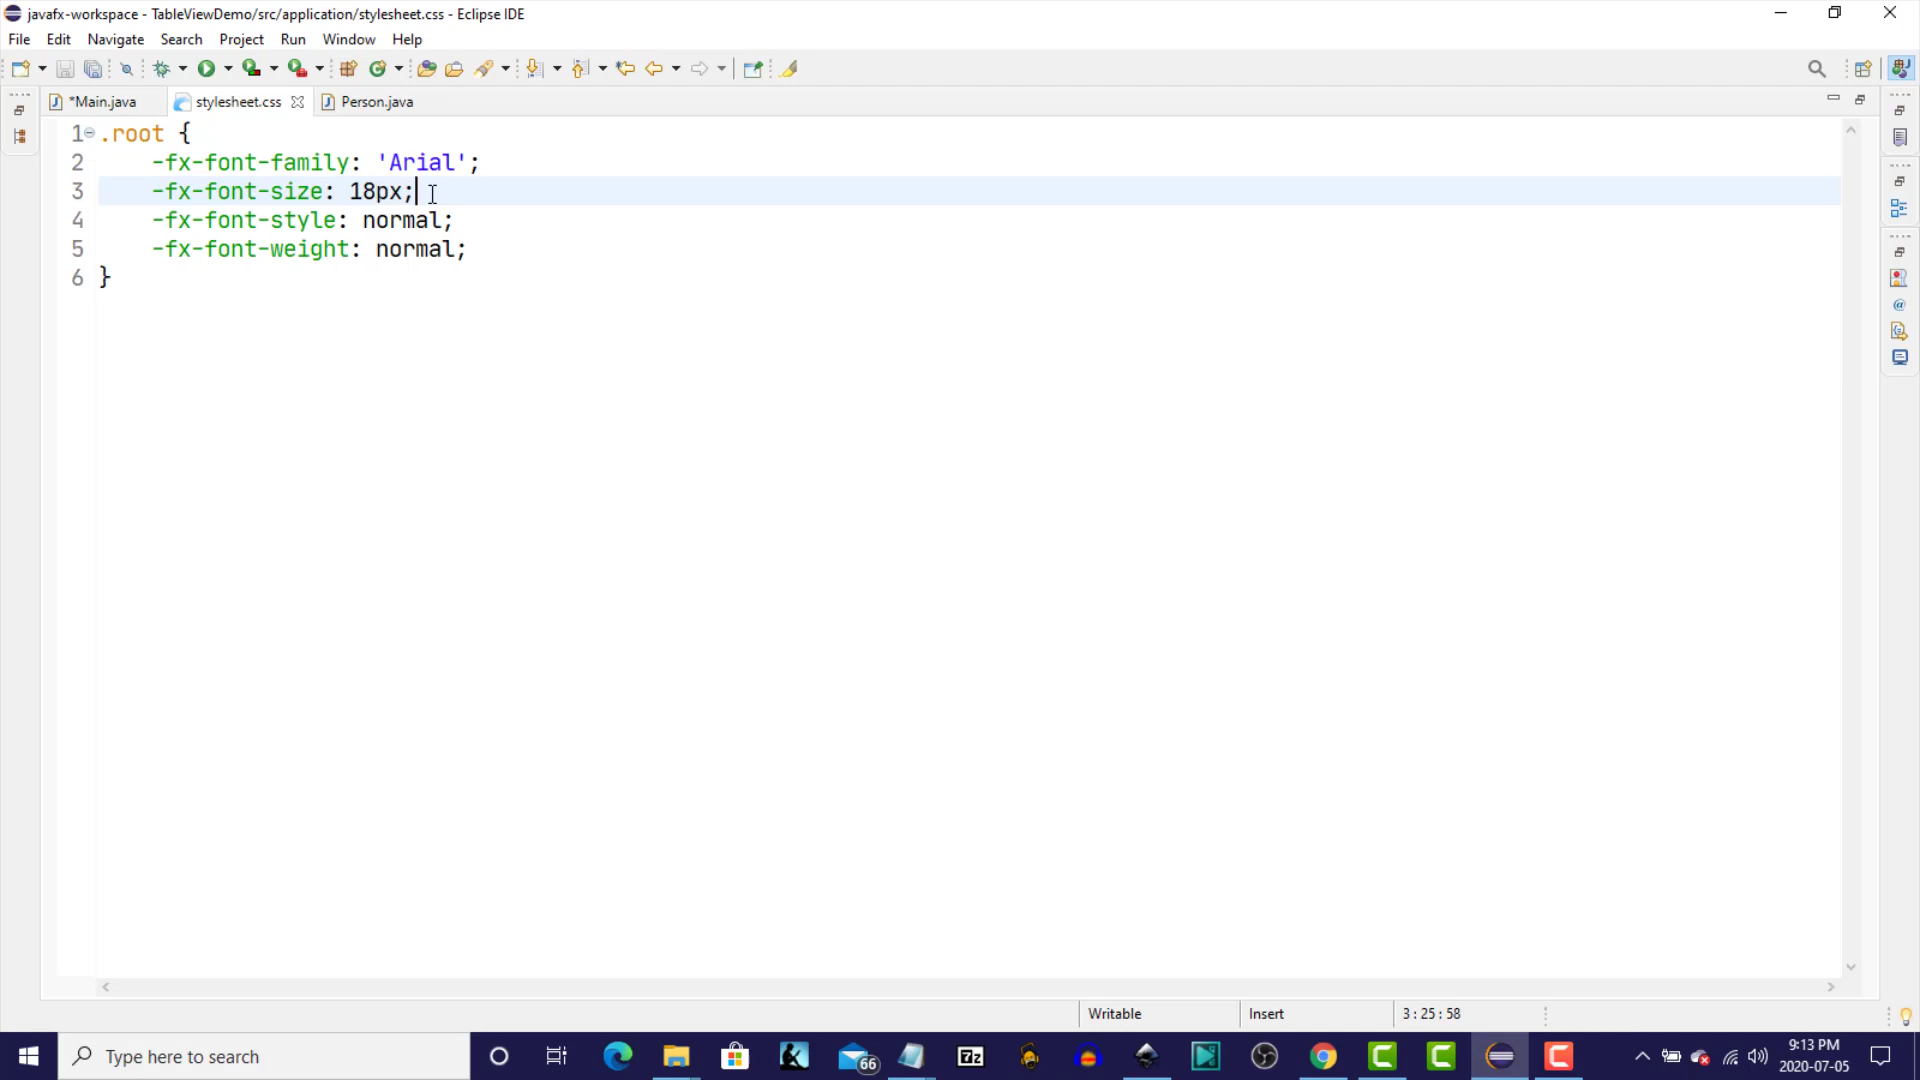 javafx-workspace - TableViewDemo/src/application/stylesheet.css - Eclipse IDE
File Edit Navigate Search Project Run Window Help
*Main.java stylesheet.css Person.java
1 .root {
2 -fx-font-family: 'Arial';
3 -fx-font-size: 18px;
4 -fx-font-style: normal;
5 -fx-font-weight: normal;
6 }
Writable Insert 3 : 25 : 58
Type here to search
66
7z
9:13 PM
2020-07-05